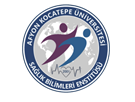 AFYON KOCATEPE ÜNİVERSİTESİ
SAĞLIK BİLİMLERİ ENSTİTÜSÜ